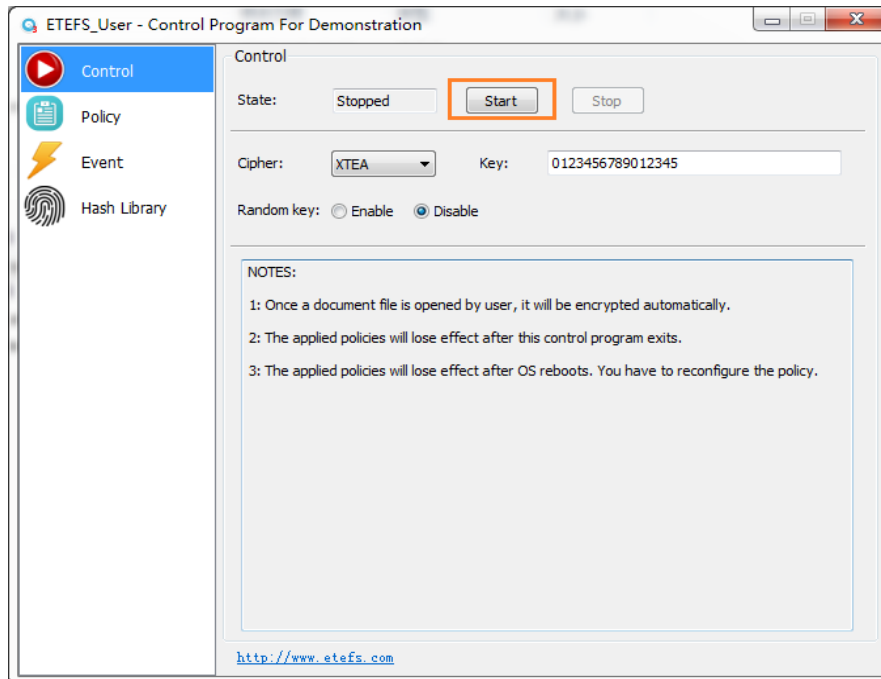 ETEFS_User - Control Program For Demonstration
Control
Policy
Event
Hash Library
Control
State: Stopped Start Stop
Cipher: XTEA Key: 0123456789012345
Random key: Enable Disable
NOTES:
1: Once a document file is opened by user, it will be encrypted automatically.
2: The applied policies will lose effect after this control program exits.
3: The applied policies will lose effect after OS reboots. You have to reconfigure the policy.
http://www.etefs.com